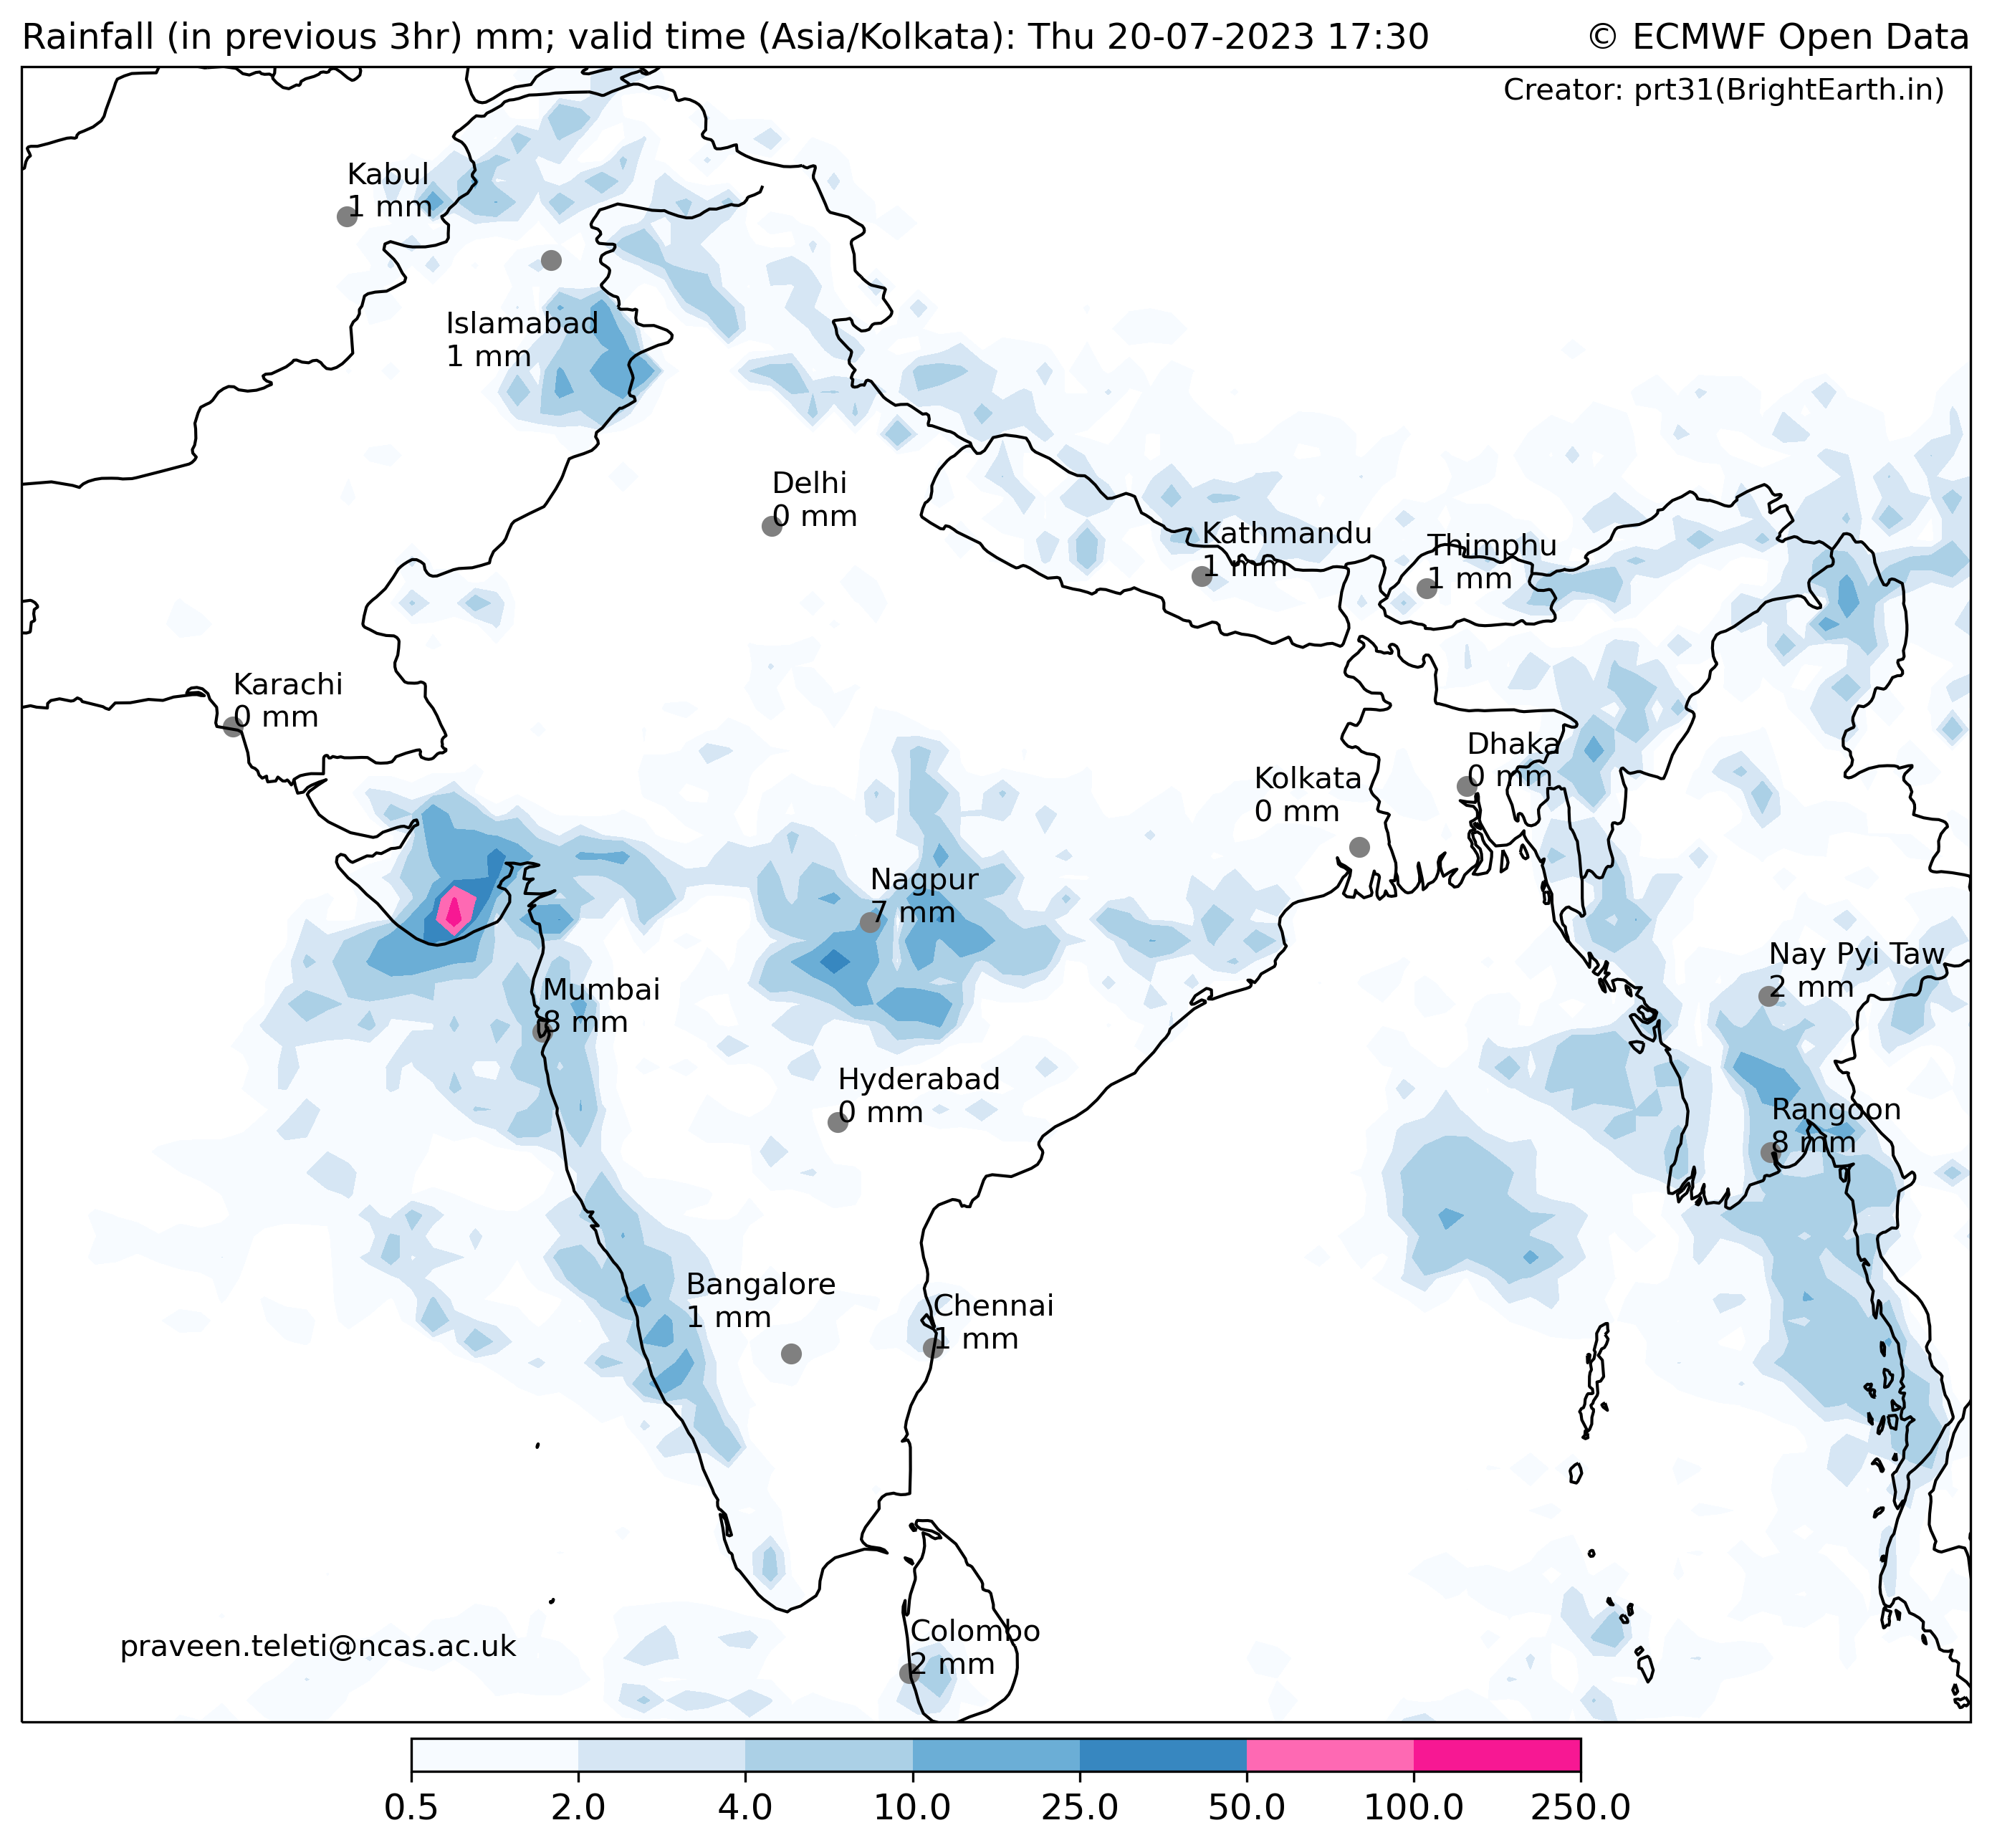 Rainfall (in previous 3hr) mm; valid time (Asia/Kolkata): Thu 20-07-2023 17:30
© ECMWF Open Data
Creator: prt31(BrightEarth.in)
Kabul
1 mm
Islamabad
1 mm
Delhi
0 mm
Kathmandu
1 mm
Thimphu
1 mm
Karachi
0 mm
Dhaka
0 mm
Kolkata
0 mm
Nagpur
7 mm
Nay Pyi Taw
2 mm
Mumbai
8 mm
Hyderabad
0 mm
Rangoon
8 mm
Bangalore
1 mm
Chennai
1 mm
Colombo
2 mm
praveen.teleti@ncas.ac.uk
0.5 2.0 4.0 10.0 25.0 50.0 100.0 250.0